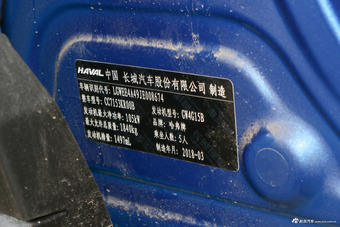 HAVAL 中国 长城汽车股份有限公司 制造
车辆识别代号: LGWEE4A49JE008674
整车型号: CC7153KB00B 发动机型号: GW4G15B
发动机最大净功率: 105kW 品牌: 哈弗牌
最大允许总质量: 1840kg 乘坐人数: 5人
发动机排量: 1497mL 制造年月: 2018-03